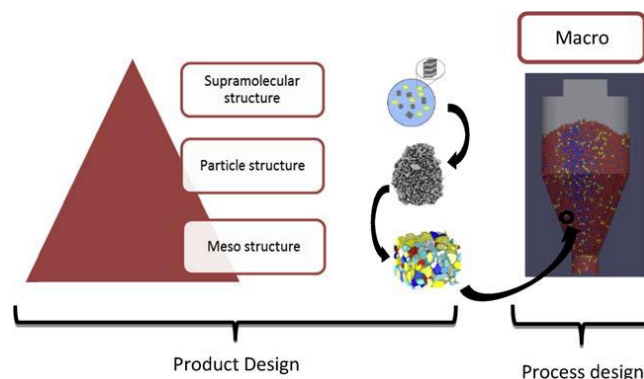 Macro
Supramolecular
structure
Particle structure
Meso structure
Product Design
Process design